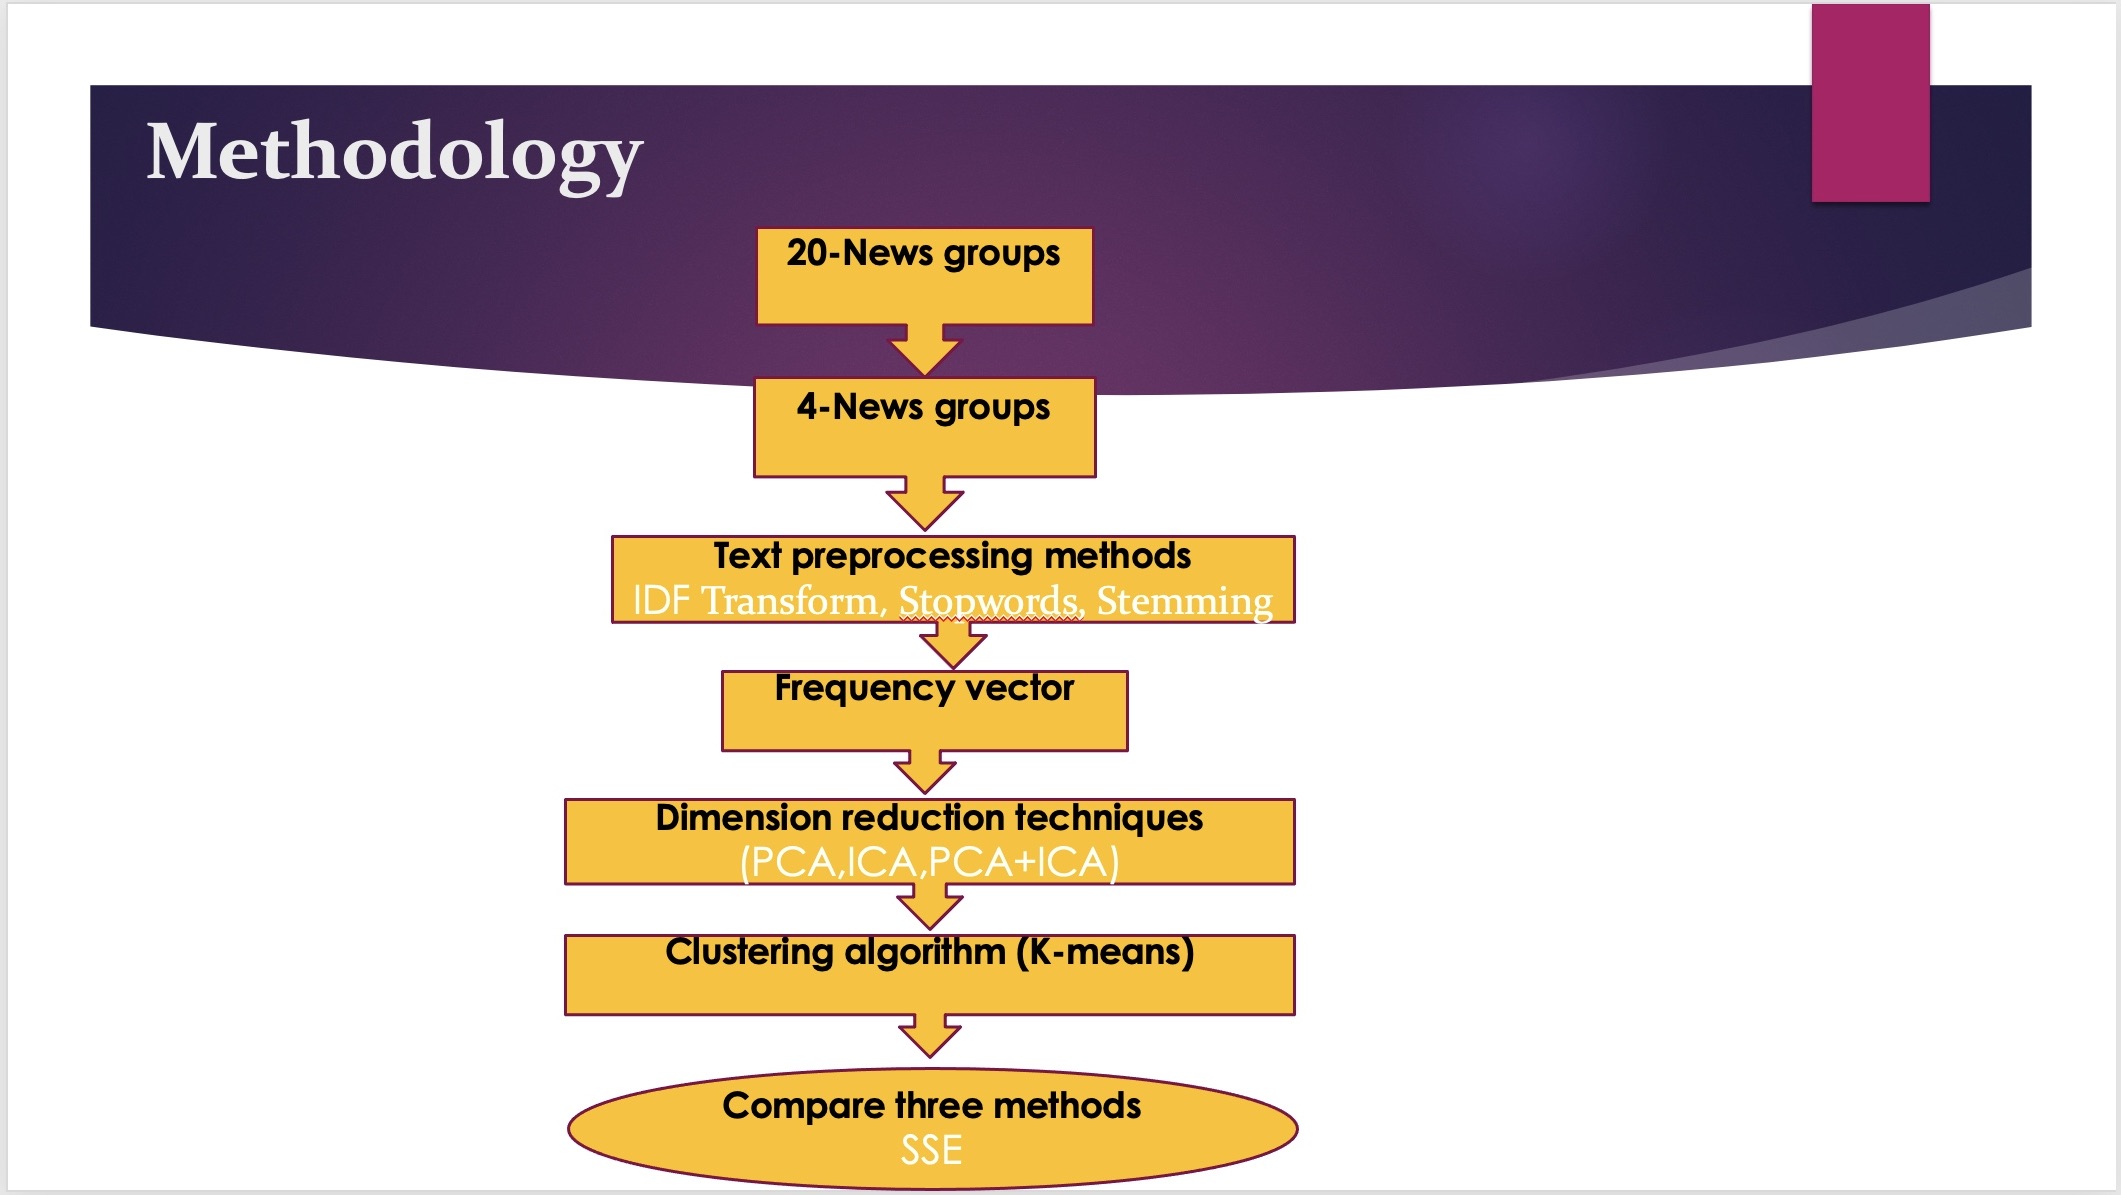 Methodology
20-News groups
4-News groups
Text preprocessing methods
IDF Transform, Stopwords, Stemming
Frequency vector
Dimension reduction techniques
(PCA,ICA,PCA+ICA)
Clustering algorithm (K-means)
Compare three methods
SSE